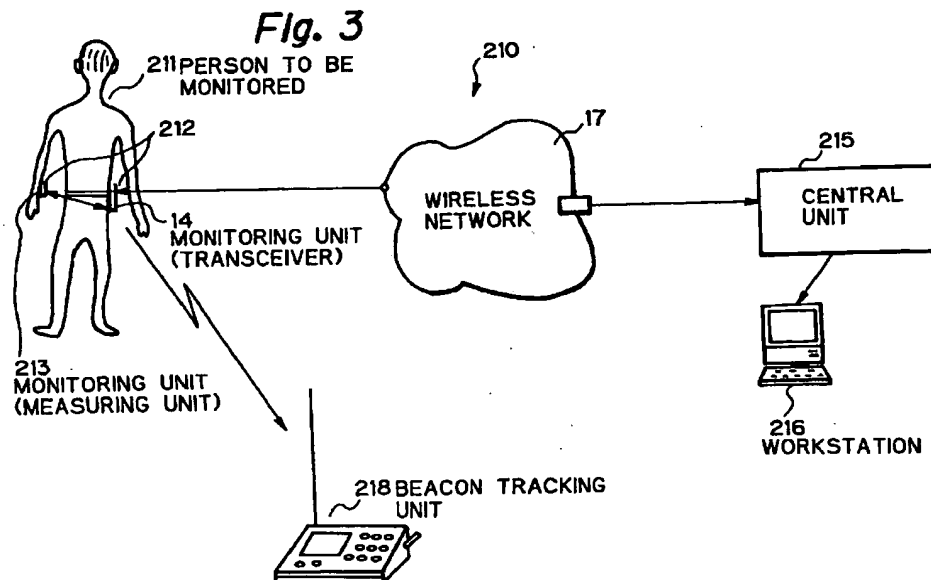 Fig. 3
211 PERSON TO BE
MONITORED
210
212
17
WIRELESS
NETWORK
215
CENTRAL
UNIT
14
MONITORING UNIT
(TRANSCEIVER)
213
MONITORING UNIT
(MEASURING UNIT)
216
WORKSTATION
218 BEACON TRACKING
UNIT